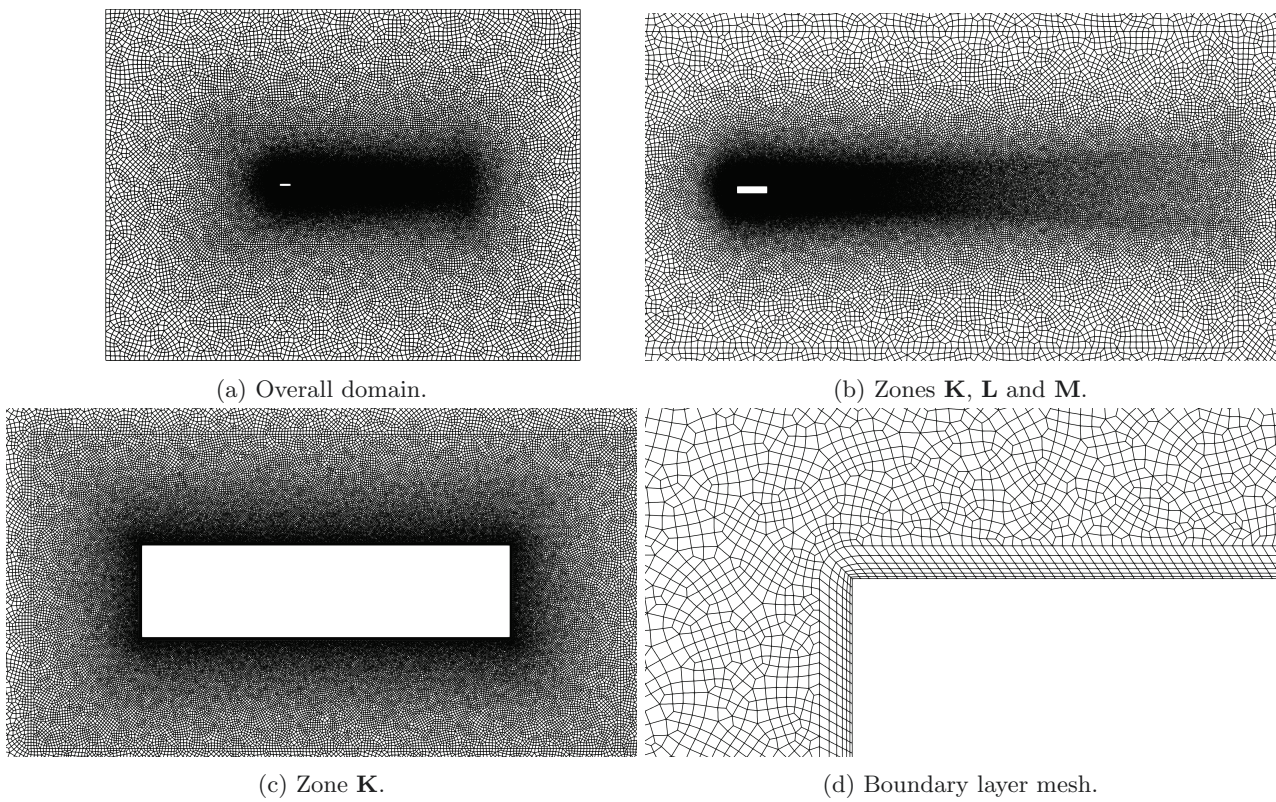 (a) Overall domain.
(b) Zones K, L and M.
(c) Zone K.
(d) Boundary layer mesh.